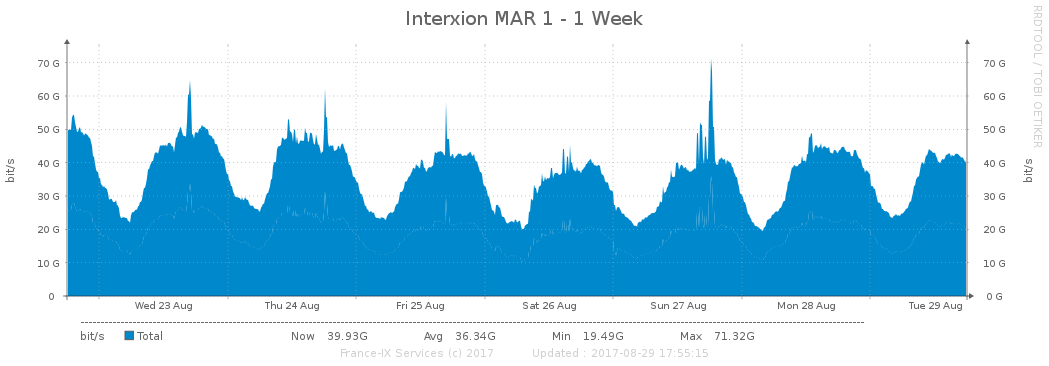 Interxion MAR 1 - 1 Week
RRDTOOL / TOBI OETIKER
bit/s
bit/s
70 G 70 G
60 G 60 G
50 G 50 G
40 G 40 G
30 G 30 G
20 G 20 G
10 G 10 G
0 0 G
Wed 23 Aug Thu 24 Aug Fri 25 Aug Sat 26 Aug Sun 27 Aug Mon 28 Aug Tue 29 Aug
bit/s Total Now 39.93G Avg 36.34G Min 19.49G Max 71.32G
France-IX Services (c) 2017 Updated : 2017-08-29 17:55:15